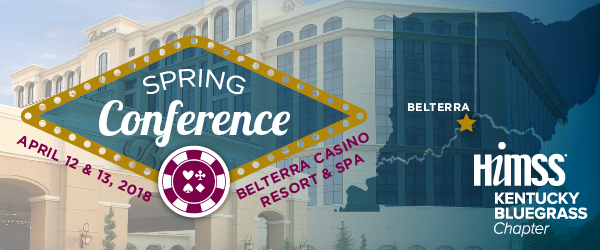 SPRING
Conference
APRIL 12 & 13, 2018
BELTERRA CASINO
RESORT & SPA
BELTERRA
HiMSS
KENTUCKY
BLUEGRASS
Chapter